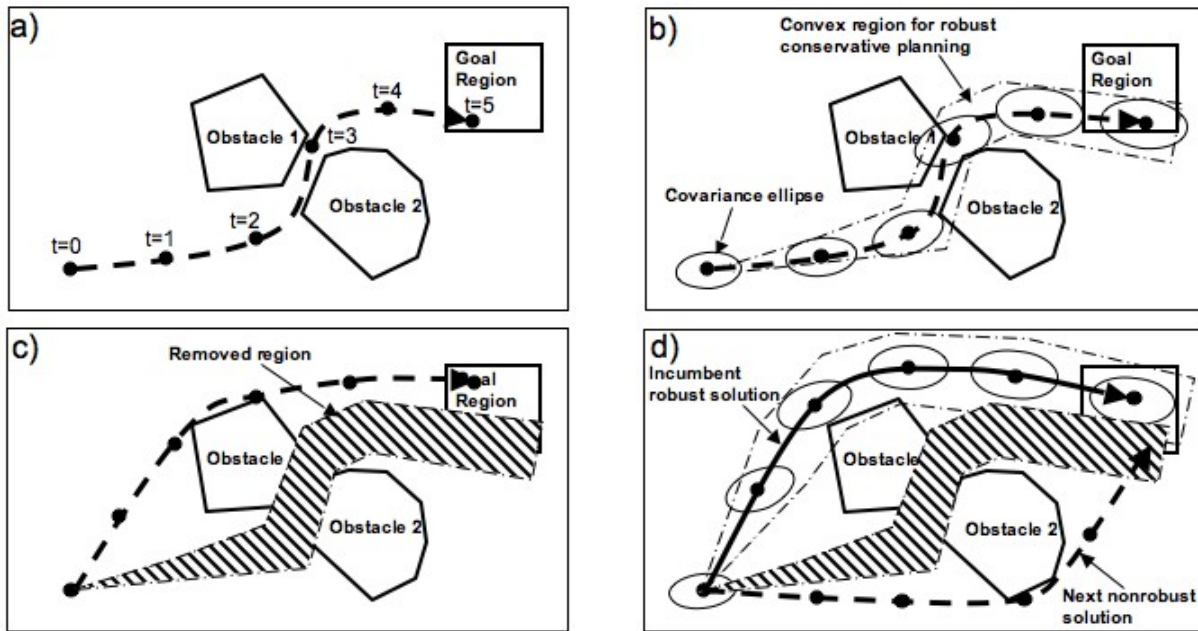 a)
Goal
Region
t=4
t=5
Obstacle 1
t=3
Obstacle 2
t=2
t=1
t=0
b)
Convex region for robust
conservative planning
Goal
Region
Obstacle 1
Covariance ellipse
Obstacle 2
c)
Removed region
Goal
Region
Obstacle
Obstacle 2
d)
Incumbent
robust solution
Obstacle
Obstacle 2
Next nonrobust
solution